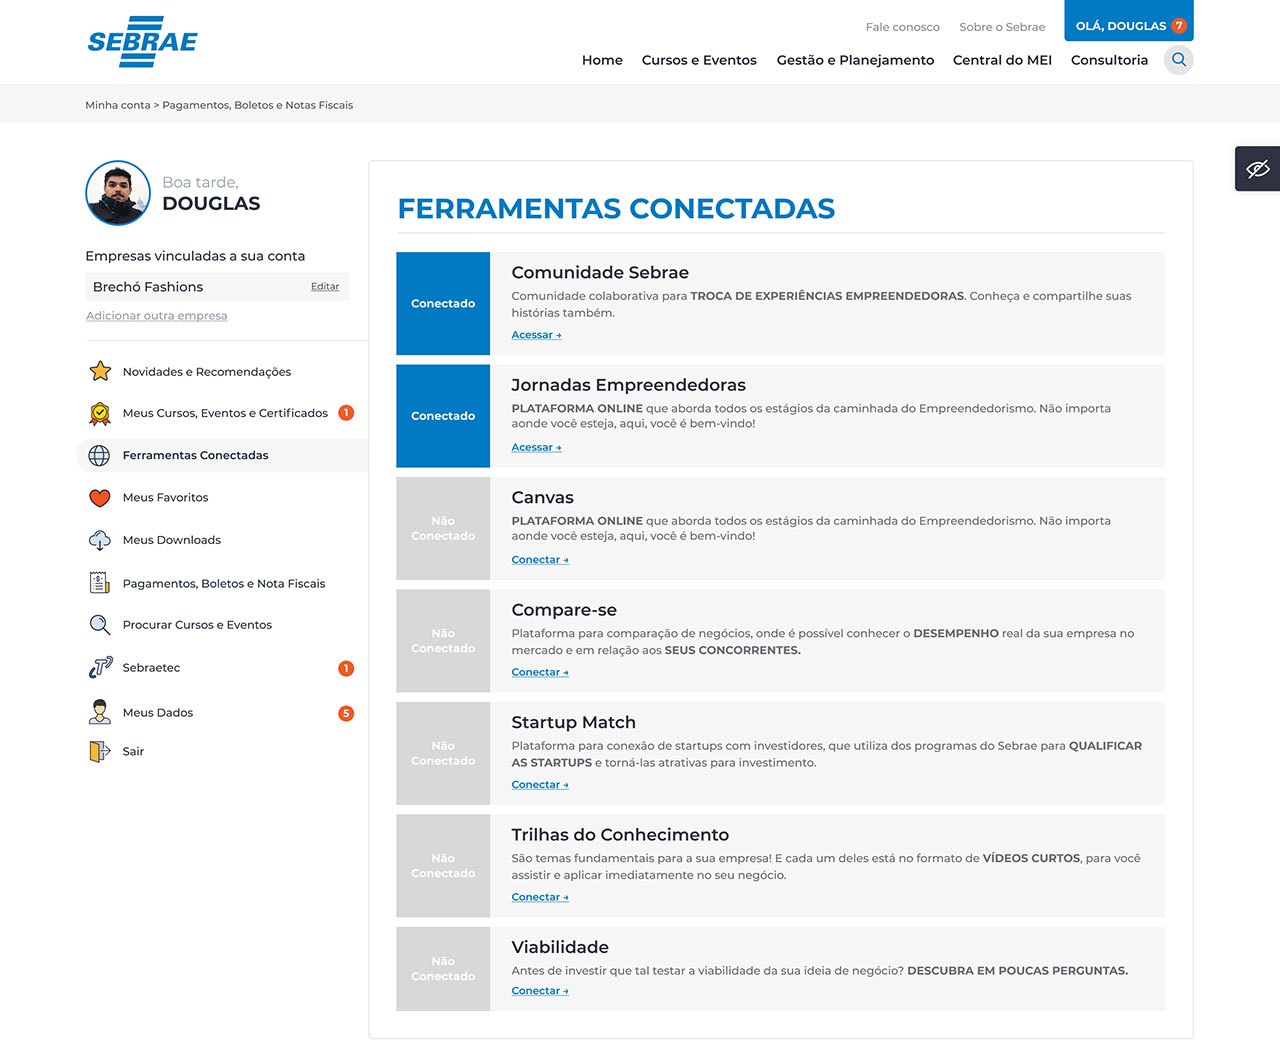 SEBRAE
Fale conosco
Sobre o Sebrae
OLÁ, DOUGLAS 7
Home
Cursos e Eventos
Gestão e Planejamento
Central do MEI
Consultoria
Minha conta > Pagamentos, Boletos e Notas Fiscais
Boa tarde,
DOUGLAS
Empresas vinculadas a sua conta
Brechó Fashions
Editar
Adicionar outra empresa
Novidades e Recomendações
Meus Cursos, Eventos e Certificados 1
Ferramentas Conectadas
Meus Favoritos
Meus Downloads
Pagamentos, Boletos e Nota Fiscais
Procurar Cursos e Eventos
Sebraetec 1
Meus Dados 5
Sair
FERRAMENTAS CONECTADAS
Conectado
Comunidade Sebrae
Comunidade colaborativa para TROCA DE EXPERIÊNCIAS EMPREENDEDORAS. Conheça e compartilhe suas
histórias também.
Acessar →
Conectado
Jornadas Empreendedoras
PLATAFORMA ONLINE que aborda todos os estágios da caminhada do Empreendedorismo. Não importa
aonde você esteja, aqui, você é bem-vindo!
Acessar →
Não
Conectado
Canvas
PLATAFORMA ONLINE que aborda todos os estágios da caminhada do Empreendedorismo. Não importa
aonde você esteja, aqui, você é bem-vindo!
Conectar →
Não
Conectado
Compare-se
Plataforma para comparação de negócios, onde é possível conhecer o DESEMPENHO real da sua empresa no
mercado e em relação aos SEUS CONCORRENTES.
Conectar →
Não
Conectado
Startup Match
Plataforma para conexão de startups com investidores, que utiliza dos programas do Sebrae para QUALIFICAR
AS STARTUPS e torná-las atrativas para investimento.
Conectar →
Não
Conectado
Trilhas do Conhecimento
São temas fundamentais para a sua empresa! E cada um deles está no formato de VÍDEOS CURTOS, para você
assistir e aplicar imediatamente no seu negócio.
Conectar →
Não
Conectado
Viabilidade
Antes de investir que tal testar a viabilidade da sua ideia de negócio? DESCUBRA EM POUCAS PERGUNTAS.
Conectar →